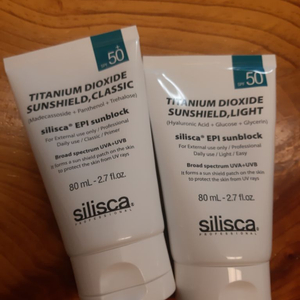 SPF 50+
TITANIUM DIOXIDE
SUNSHIELD, CLASSIC
(Madecassoside + Panthenol + Trehalose)
silisca® EPI sunblock
For External use only / Professional
Daily use / Classic / Primer
Broad spectrum UVA+UVB
It forms a sun shield patch on the skin
to protect the skin from UV rays
80 mL - 2.7 fl.oz.
silisca®
PROFESSIONAL
SPF 50+
TITANIUM DIOXIDE
SUNSHIELD, LIGHT
(Hyaluronic Acid + Glucose + Glycerin)
silisca® EPI sunblock
For External use only / Professional
Daily use / Light / Easy
Broad spectrum UVA+UVB
It forms a sun shield patch on the skin
to protect the skin from UV rays
80 mL - 2.7 fl.oz.
silisca®
PROFESSIONAL